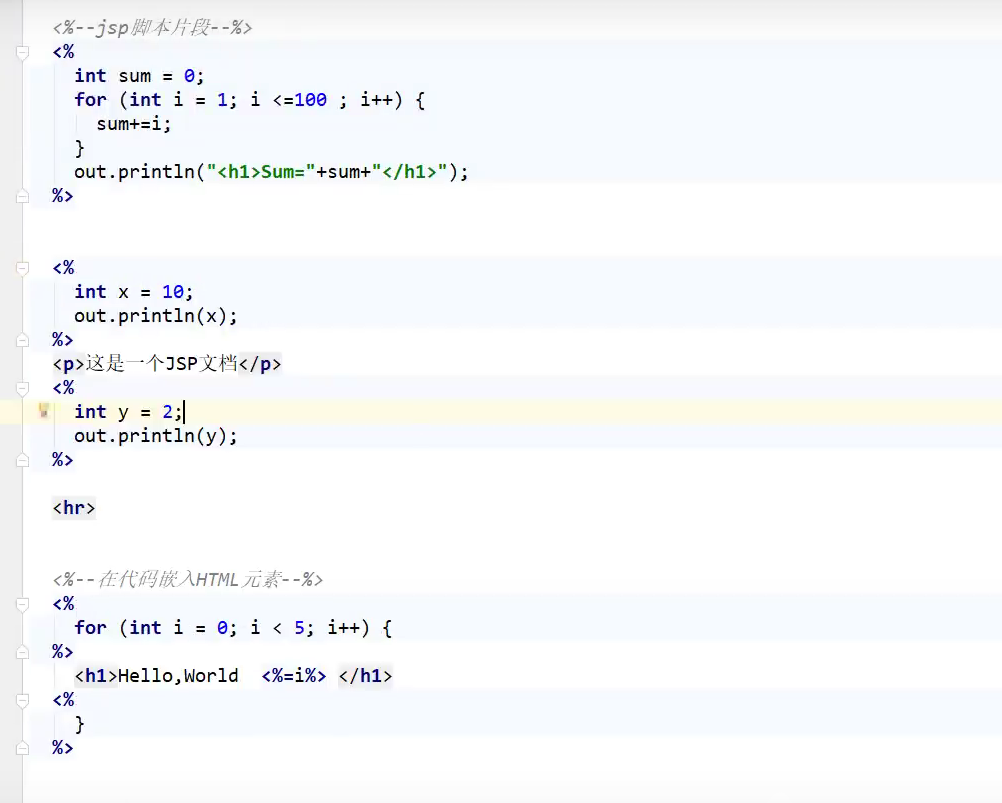 <%--jsp脚本片段--%>
<%
int sum = 0;
for (int i = 1; i <=100 ; i++) {
sum+=i;
}
out.println("<h1>Sum="+sum+"</h1>");
%>
<%
int x = 10;
out.println(x);
%>
<p>这是一个JSP文档</p>
<%
int y = 2;
out.println(y);
%>
<hr>
<%--在代码嵌入HTML元素--%>
<%
for (int i = 0; i < 5; i++) {
%>
<h1>Hello,World  <%=i%> </h1>
<%
}
%>